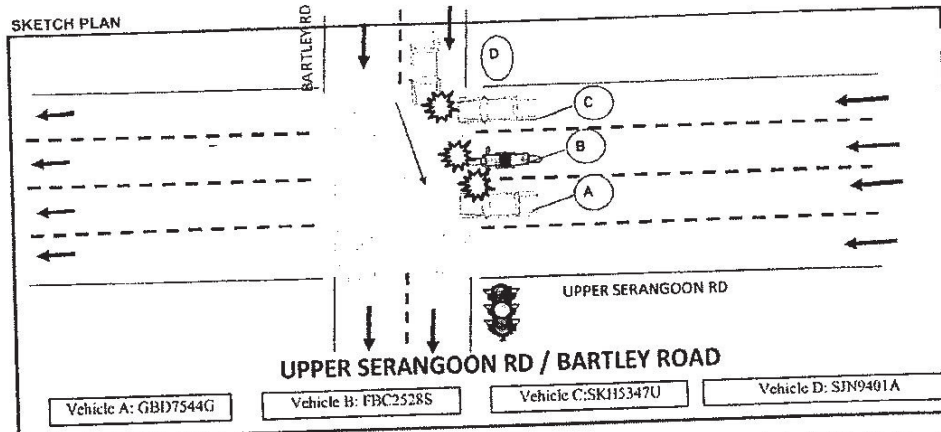 SKETCH PLAN
BARTLEY RD
D
C
B
A
UPPER SERANGOON RD
UPPER SERANGOON RD / BARTLEY ROAD
Vehicle A: GBD7544G
Vehicle B: FBC2528S
Vehicle C:SKH5347U
Vehicle D: SJN9401A